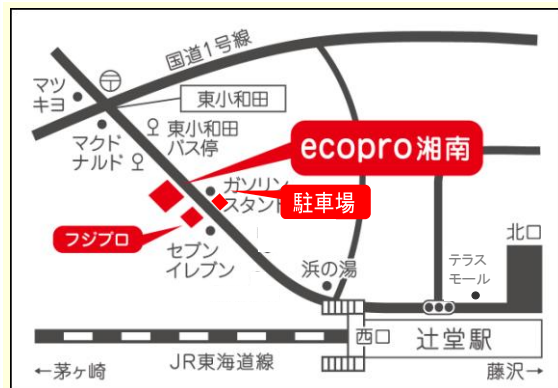 国道1号線
マツ
キヨ
〒
東小和田
マクド
ナルド
東小和田
バス停
ecopro湘南
ガソリン
スタンド
駐車場
フジプロ
セブン
イレブン
浜の湯
テラス
モール
北口
西口
辻堂駅
JR東海道線
←茅ヶ崎
藤沢→